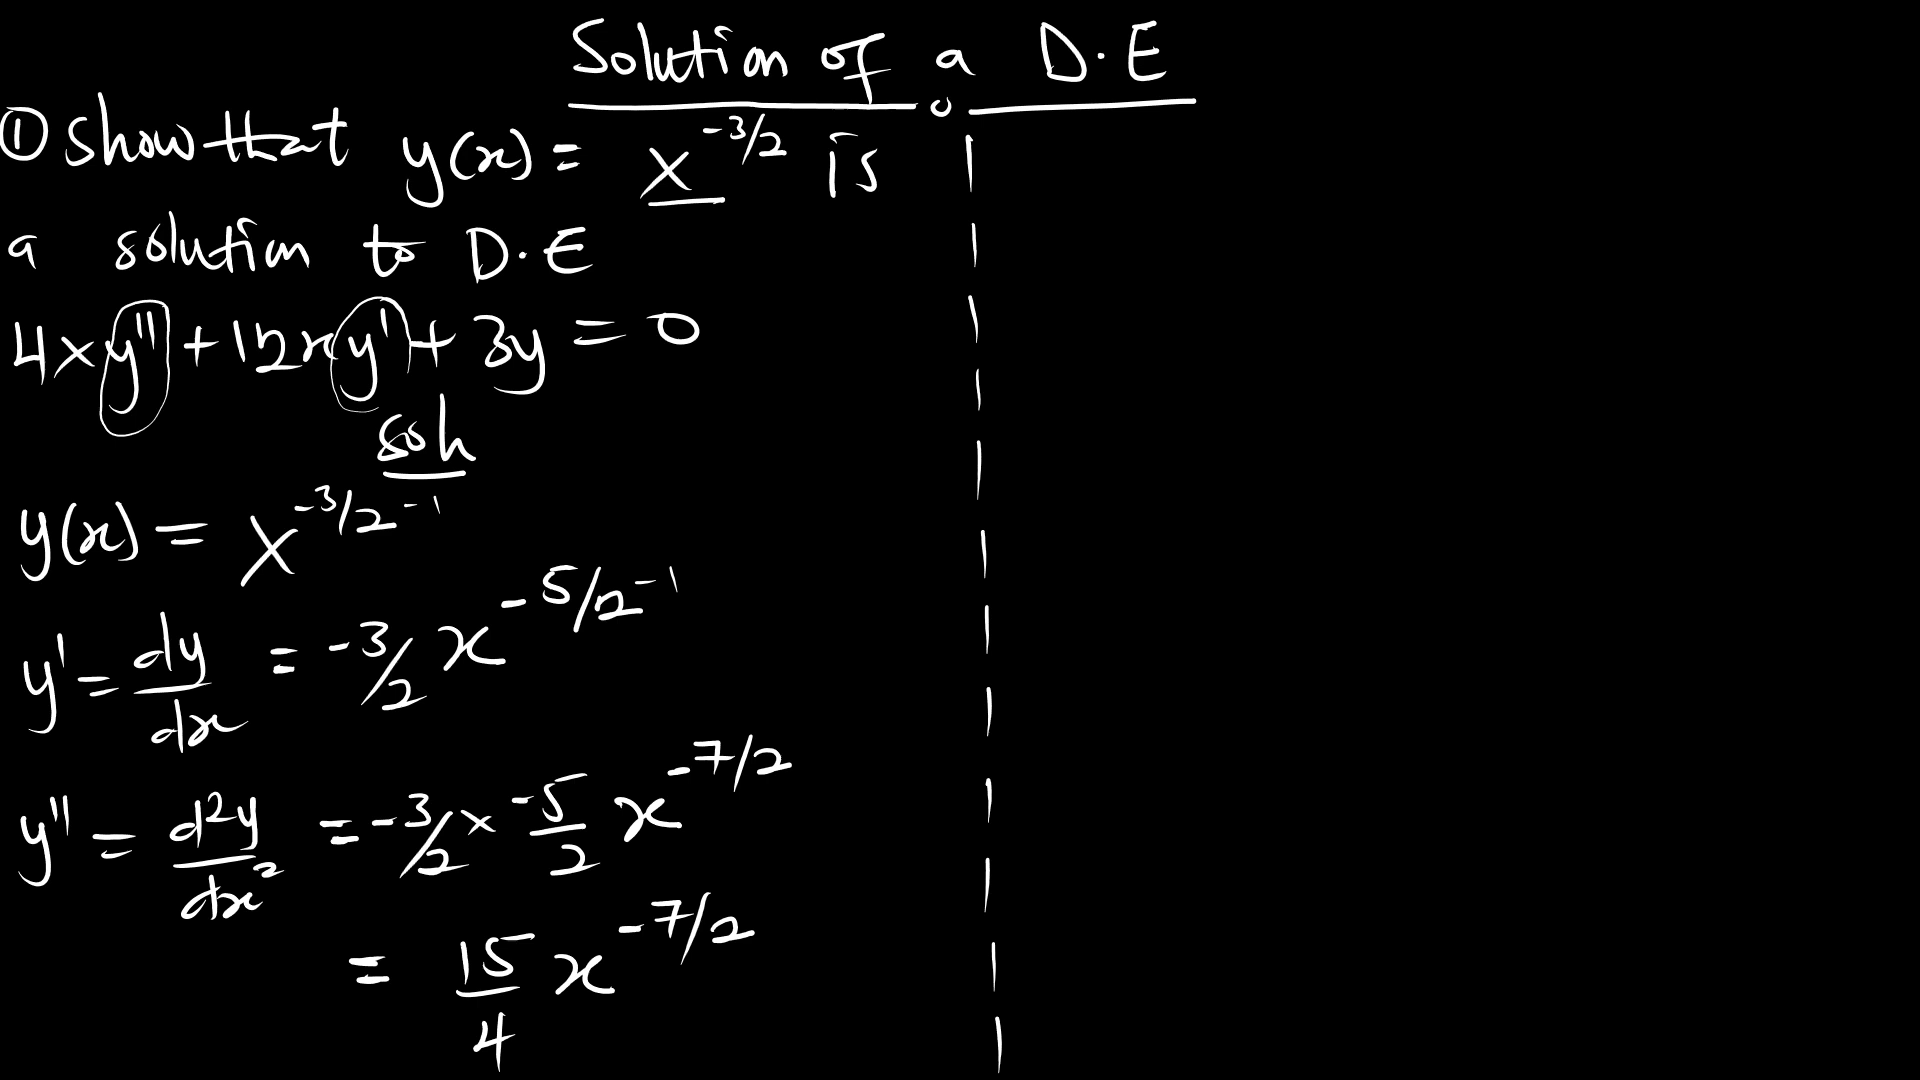 Solution of a D.E
① show that y(x) = x^{-3/2} is
a solution to D.E
4xy'' + 12xy' + 3y = 0
soln
y(x) = x^{-3/2 -1}
y' = dy/dx = -3/2 x^{-5/2 -1}
y'' = d²y/dx² = -3/2 x -5/2 x^{-7/2}
= 15/4 x^{-7/2}